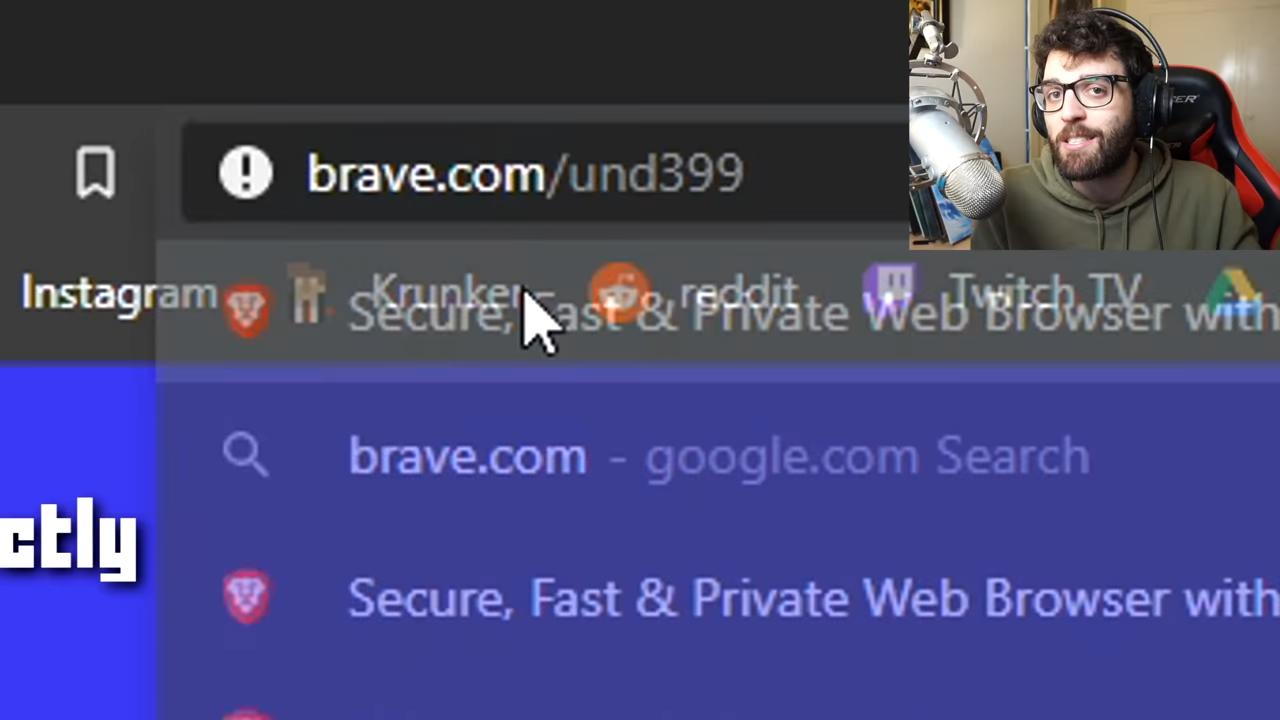 brave.com/und399
Instagram Krunker reddit Twitch TV
Secure, Fast & Private Web Browser with
brave.com - google.com Search
ctly
Secure, Fast & Private Web Browser with